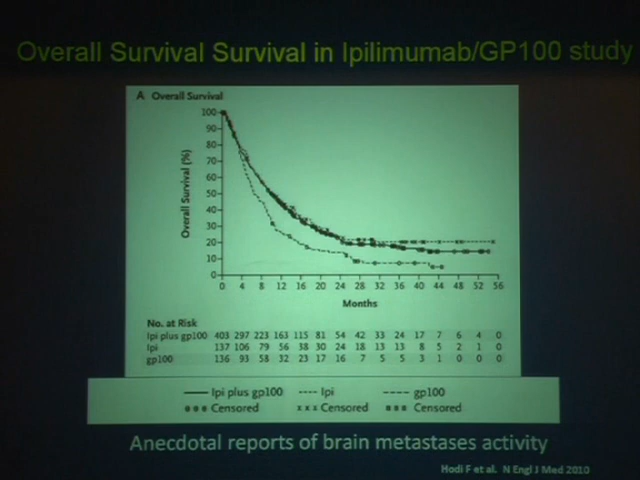 Overall Survival Survival in Ipilimumab/GP100 study
A Overall Survival
100
90
80
70
60
50
40
30
20
10
0
Overall Survival (%)
0 4 8 12 16 20 24 28 32 36 40 44 48 52 56
Months
No. at Risk
Ipi plus gp100 403 297 223 163 115 81 54 42 33 24 17 7 6 4 0
Ipi 137 106 79 56 38 30 24 18 13 13 8 5 2 1 0
gp100 136 93 58 32 23 17 16 7 5 5 3 1 0 0 0
Ipi plus gp100 Ipi gp100
Censored Censored Censored
Anecdotal reports of brain metastases activity
Hodi F et al. N Engl J Med 2010